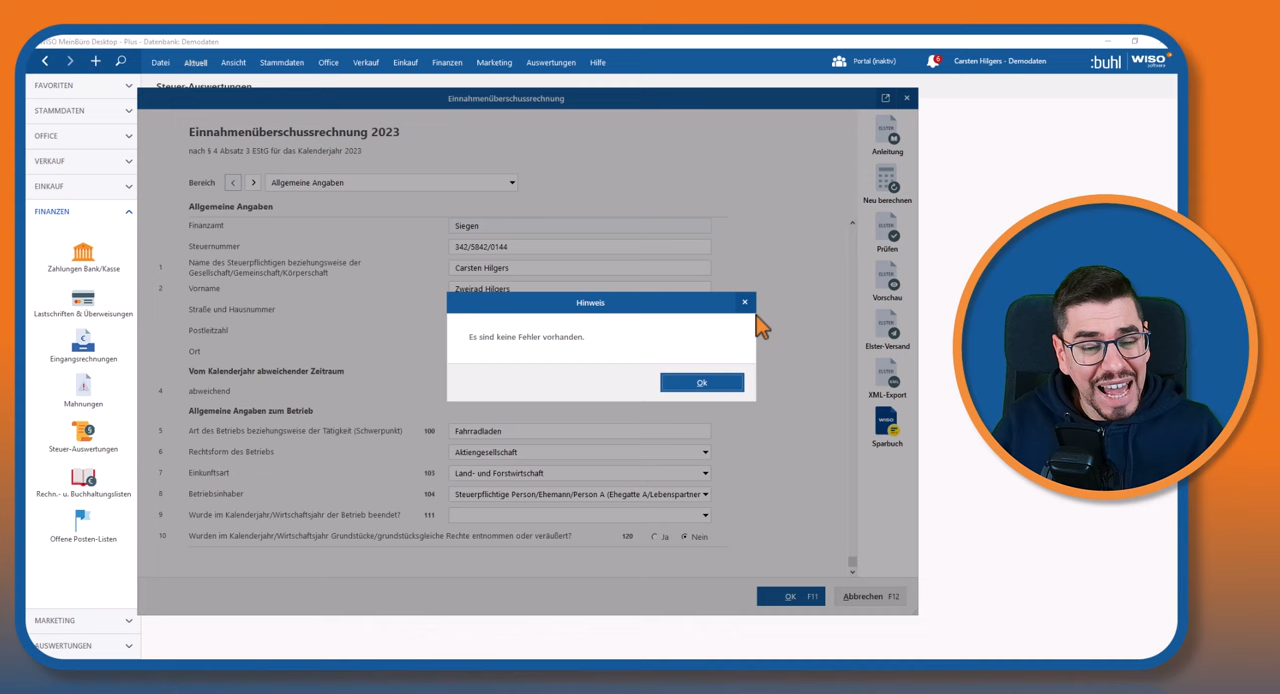 WISO MeinBüro Desktop - Plus - Datenbank: Demodaten
Datei Aktuell Ansicht Stammdaten Office Verkauf Einkauf Finanzen Marketing Auswertungen Hilfe
Portal (inaktiv)
6
Carsten Hilgers - Demodaten
:buhl
WISO
software
FAVORITEN
STAMMDATEN
OFFICE
VERKAUF
EINKAUF
FINANZEN
Zahlungen Bank/Kasse
Lastschriften & Überweisungen
Eingangsrechnungen
Mahnungen
Steuer-Auswertungen
Rechn.- u. Buchhaltungslisten
Offene Posten-Listen
MARKETING
AUSWERTUNGEN
Steuer-Auswertungen
Einnahmenüberschussrechnung
Einnahmenüberschussrechnung 2023
nach § 4 Absatz 3 EStG für das Kalenderjahr 2023
Bereich < > Allgemeine Angaben
Allgemeine Angaben
Finanzamt Siegen
Steuernummer 342/5842/0144
1 Name des Steuerpflichtigen beziehungsweise der
Gesellschaft/Gemeinschaft/Körperschaft
Carsten Hilgers
2 Vorname Zweirad Hilgers
Straße und Hausnummer
Postleitzahl
Ort
Vom Kalenderjahr abweichender Zeitraum
4 abweichend
Allgemeine Angaben zum Betrieb
5 Art des Betriebs beziehungsweise der Tätigkeit (Schwerpunkt) 100 Fahrradladen
6 Rechtsform des Betriebs Aktiengesellschaft
7 Einkunftsart 103 Land- und Forstwirtschaft
8 Betriebsinhaber 104 Steuerpflichtige Person/Ehemann/Person A (Ehegatte A/Lebenspartner
9 Wurde im Kalenderjahr/Wirtschaftsjahr der Betrieb beendet? 111
10 Wurden im Kalenderjahr/Wirtschaftsjahr Grundstücke/grundstücksgleiche Rechte entnommen oder veräußert? 120 Ja Nein
Hinweis
Es sind keine Fehler vorhanden.
Ok
OK F11
Abbrechen F12
ELSTER
Anleitung
Neu berechnen
ELSTER
Prüfen
ELSTER
Vorschau
ELSTER
Elster-Versand
ELSTER
XML
XML-Export
WISO
Sparbuch